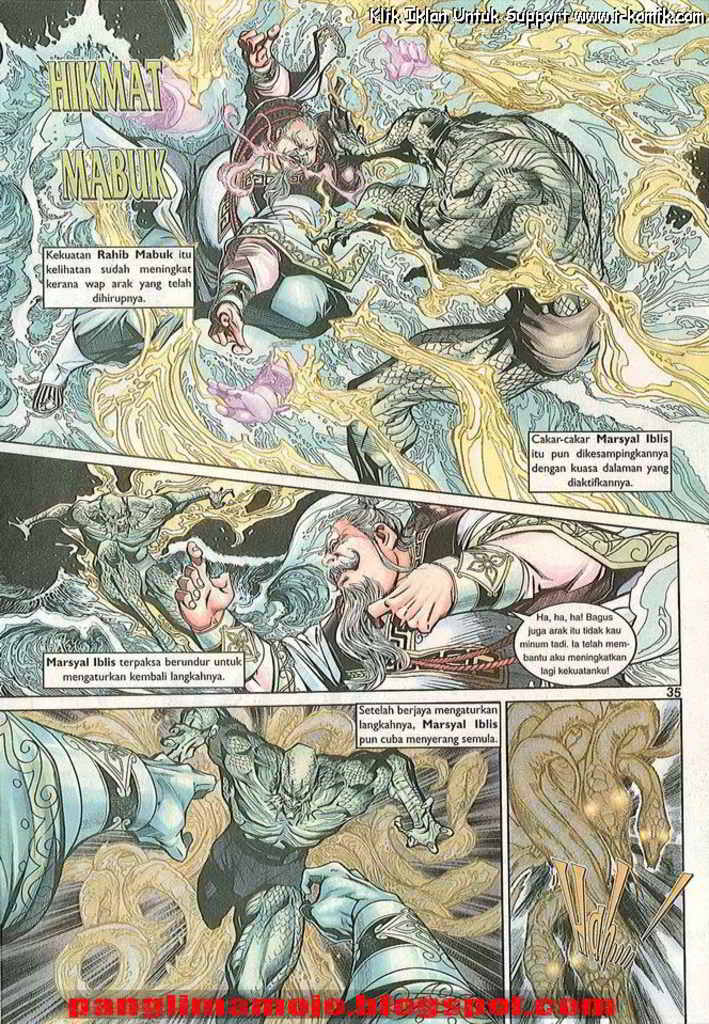 Klik Iklan Untuk Support www.ir-komik.com
HIKMAT
MABUK
Kekuatan Rahib Mabuk itu
kelihatan sudah meningkat
kerana wap arak yang telah
dihirupnya.
Cakar-cakar Marsyal Iblis
itu pun dikesampingkannya
dengan kuasa dalaman yang
diaktifkannya.
Marsyal Iblis terpaksa berundur untuk
mengaturkan kembali langkahnya.
Ha, ha, ha! Bagus
juga arak itu tidak kau
minum tadi. Ia telah mem-
bantu aku meningkatkan
lagi kekuatanku!
35
Setelah berjaya mengaturkan
langkahnya, Marsyal Iblis
pun cuba menyerang semula.
panglimamojo.blogspot.com